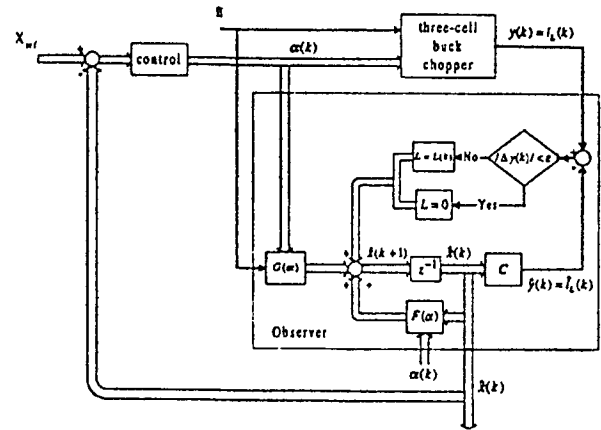 X_ref
control
α(k)
three-cell
buck
chopper
y(k)=i_L(k)
L=L(k)
No
|Δy(k)|<ε
L=0
Yes
G(α)
x̂(k+1)
z⁻¹
x̂(k)
C
ŷ(k)=Î_L(k)
F(α)
Observer
α(k)
x̂(k)